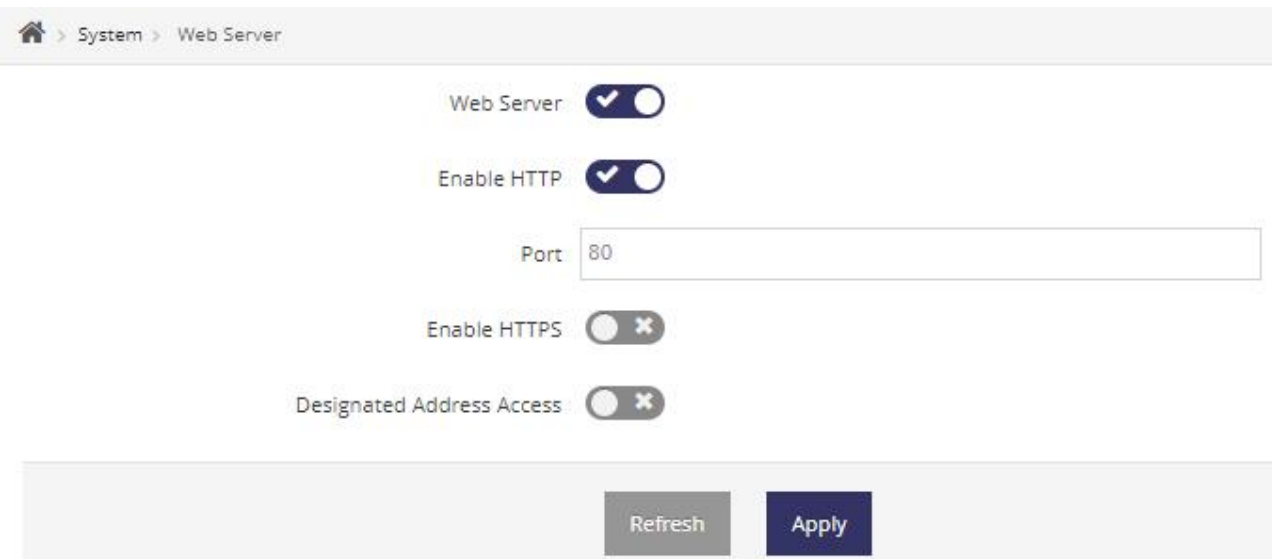 > System > Web Server
Web Server
Enable HTTP
Port 80
Enable HTTPS
Designated Address Access
Refresh Apply